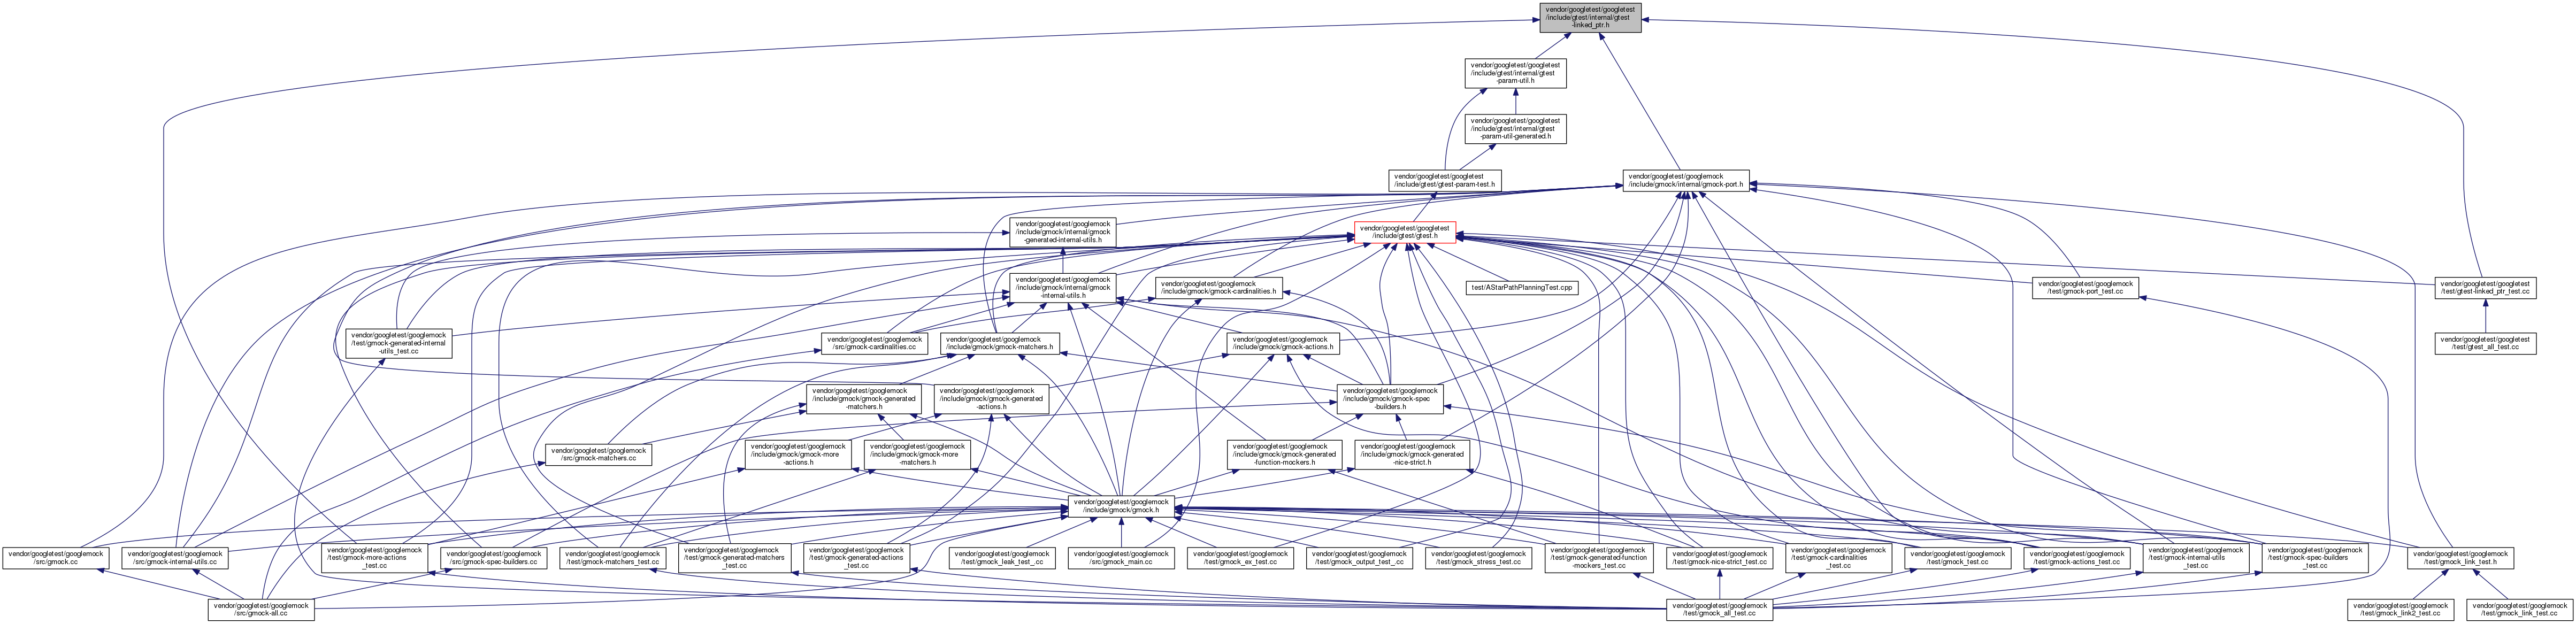 vendor/googletest/googletest
/include/gtest/internal/gtest
-linked_ptr.h
vendor/googletest/googletest
/include/gtest/internal/gtest
-param-util.h
vendor/googletest/googletest
/include/gtest/internal/gtest
-param-util-generated.h
vendor/googletest/googletest
/include/gtest/gtest-param-test.h
vendor/googletest/googlemock
/include/gmock/internal/gmock-port.h
vendor/googletest/googlemock
/include/gmock/internal/gmock
-generated-internal-utils.h
vendor/googletest/googletest
/include/gtest/gtest.h
vendor/googletest/googlemock
/include/gmock/internal/gmock
-internal-utils.h
vendor/googletest/googlemock
/include/gmock/gmock-cardinalities.h
test/AStarPathPlanningTest.cpp
vendor/googletest/googlemock
/test/gmock-port_test.cc
vendor/googletest/googletest
/test/gtest-linked_ptr_test.cc
vendor/googletest/googlemock
/test/gmock-generated-internal
-utils_test.cc
vendor/googletest/googlemock
/src/gmock-cardinalities.cc
vendor/googletest/googlemock
/include/gmock/gmock-matchers.h
vendor/googletest/googlemock
/include/gmock/gmock-actions.h
vendor/googletest/googletest
/test/gtest_all_test.cc
vendor/googletest/googlemock
/include/gmock/gmock-generated
-matchers.h
vendor/googletest/googlemock
/include/gmock/gmock-generated
-actions.h
vendor/googletest/googlemock
/include/gmock/gmock-spec
-builders.h
vendor/googletest/googlemock
/src/gmock-matchers.cc
vendor/googletest/googlemock
/include/gmock/gmock-more
-actions.h
vendor/googletest/googlemock
/include/gmock/gmock-more
-matchers.h
vendor/googletest/googlemock
/include/gmock/gmock-generated
-function-mockers.h
vendor/googletest/googlemock
/include/gmock/gmock-generated
-nice-strict.h
vendor/googletest/googlemock
/include/gmock/gmock.h
vendor/googletest/googlemock
/src/gmock.cc
vendor/googletest/googlemock
/src/gmock-internal-utils.cc
vendor/googletest/googlemock
/test/gmock-more-actions
_test.cc
vendor/googletest/googlemock
/src/gmock-spec-builders.cc
vendor/googletest/googlemock
/test/gmock-matchers_test.cc
vendor/googletest/googlemock
/test/gmock-generated-matchers
_test.cc
vendor/googletest/googlemock
/test/gmock-generated-actions
_test.cc
vendor/googletest/googlemock
/test/gmock_leak_test_.cc
vendor/googletest/googlemock
/src/gmock_main.cc
vendor/googletest/googlemock
/test/gmock_ex_test.cc
vendor/googletest/googlemock
/test/gmock_output_test_.cc
vendor/googletest/googlemock
/test/gmock_stress_test.cc
vendor/googletest/googlemock
/test/gmock-generated-function
-mockers_test.cc
vendor/googletest/googlemock
/test/gmock-nice-strict_test.cc
vendor/googletest/googlemock
/test/gmock-cardinalities
_test.cc
vendor/googletest/googlemock
/test/gmock_test.cc
vendor/googletest/googlemock
/test/gmock-actions_test.cc
vendor/googletest/googlemock
/test/gmock-internal-utils
_test.cc
vendor/googletest/googlemock
/test/gmock-spec-builders
_test.cc
vendor/googletest/googlemock
/test/gmock_link_test.h
vendor/googletest/googlemock
/src/gmock-all.cc
vendor/googletest/googlemock
/test/gmock_all_test.cc
vendor/googletest/googlemock
/test/gmock_link2_test.cc
vendor/googletest/googlemock
/test/gmock_link_test.cc